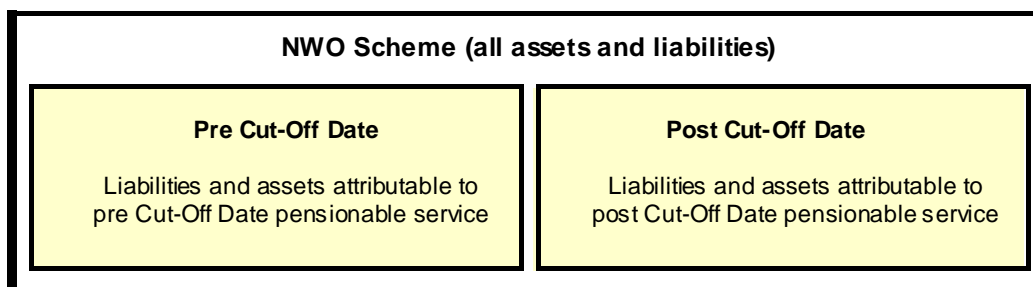 NWO Scheme (all assets and liabilities)
Pre Cut-Off Date
Liabilities and assets attributable to
pre Cut-Off Date pensionable service
Post Cut-Off Date
Liabilities and assets attributable to
post Cut-Off Date pensionable service